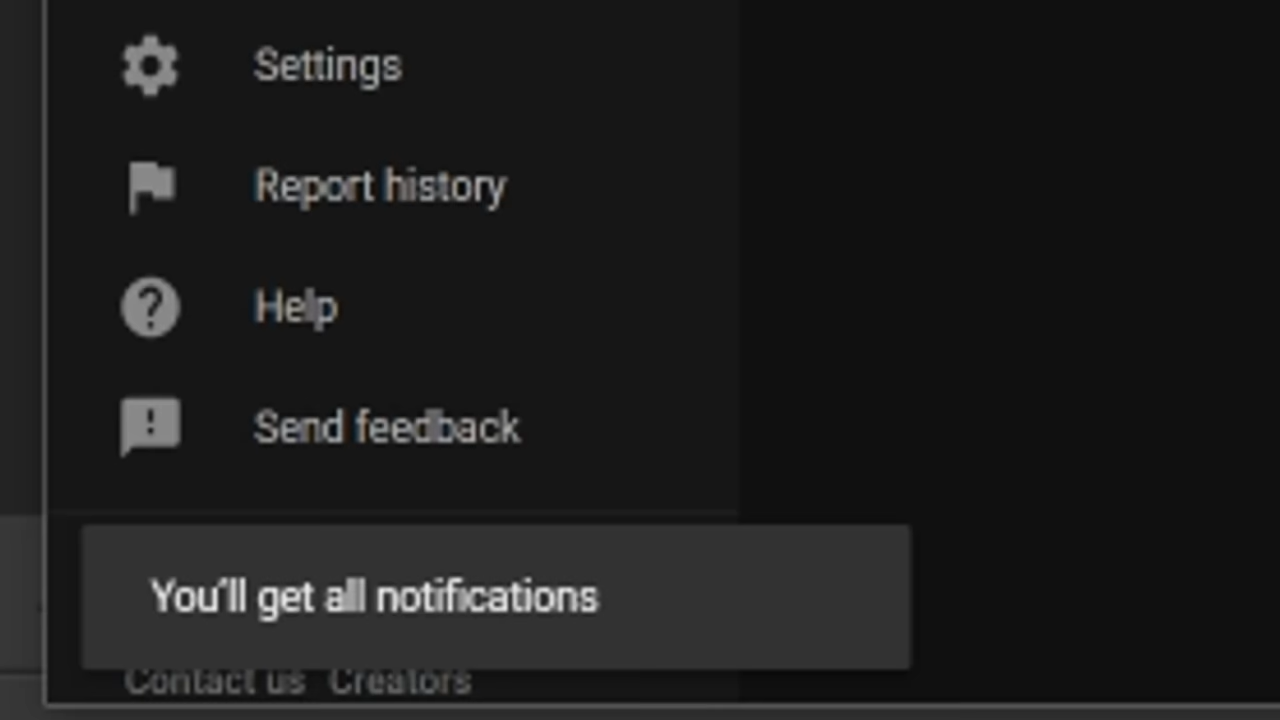 Settings
Report history
Help
Send feedback
You'll get all notifications
Contact us Creators